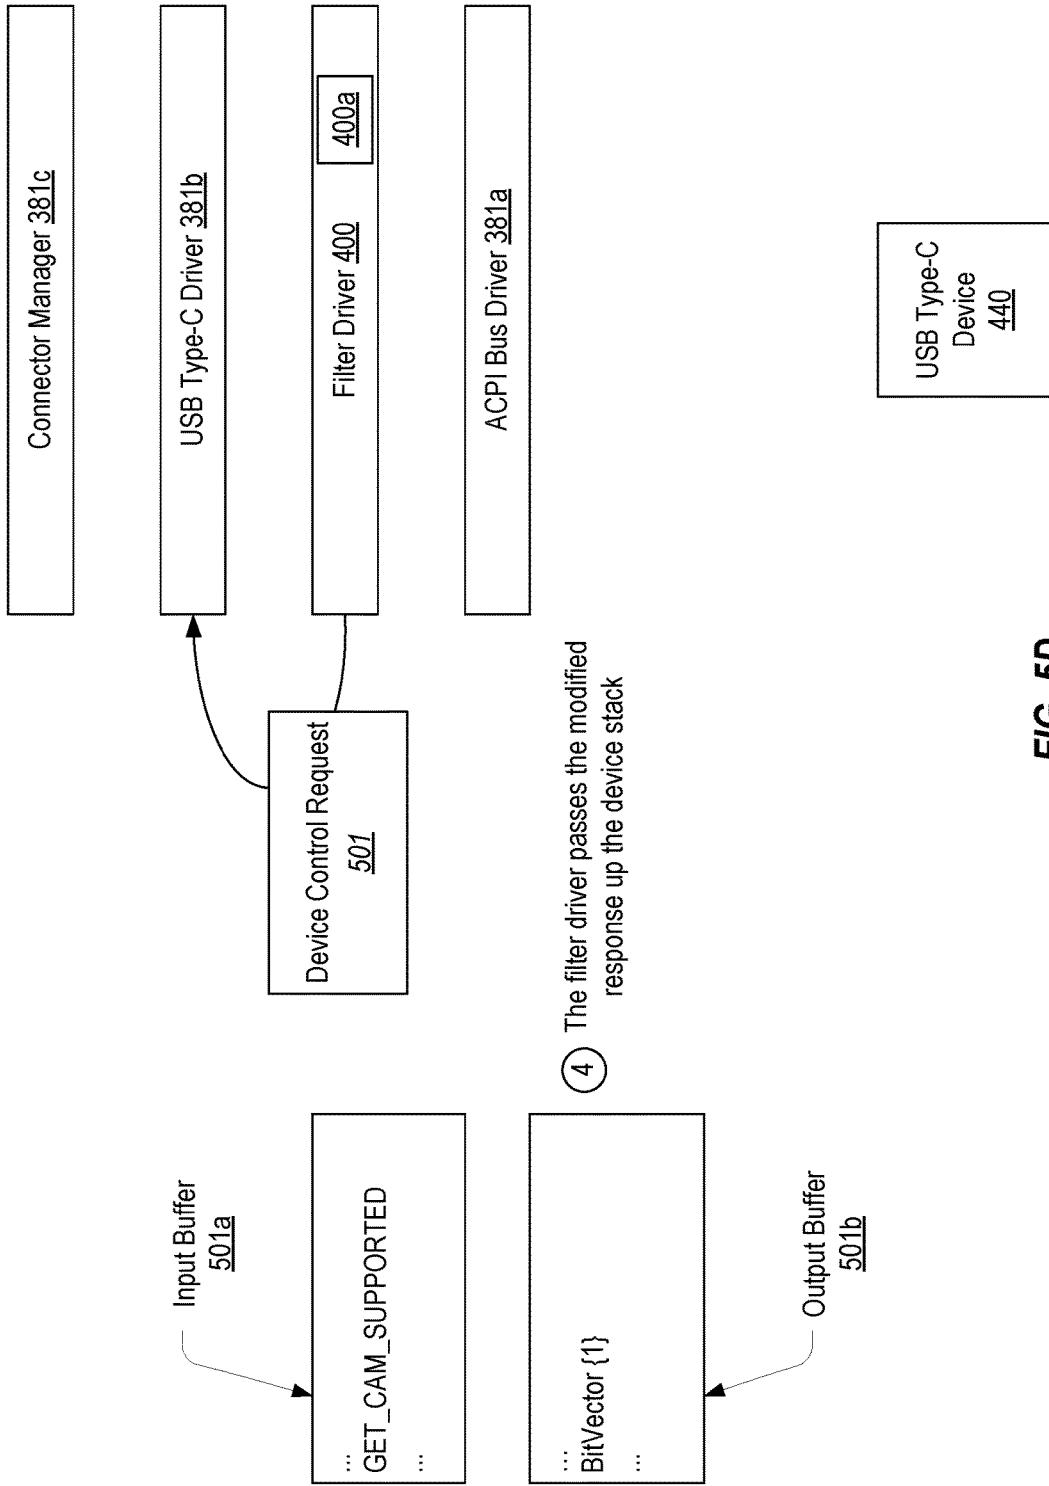 Input Buffer
501a
...
GET_CAM_SUPPORTED
...
...
BitVector {1}
...
Output Buffer
501b
Device Control Request
501
4
The filter driver passes the modified
response up the device stack
Connector Manager 381c
USB Type-C Driver 381b
Filter Driver 400
400a
ACPI Bus Driver 381a
USB Type-C
Device
440
FIG. 5D